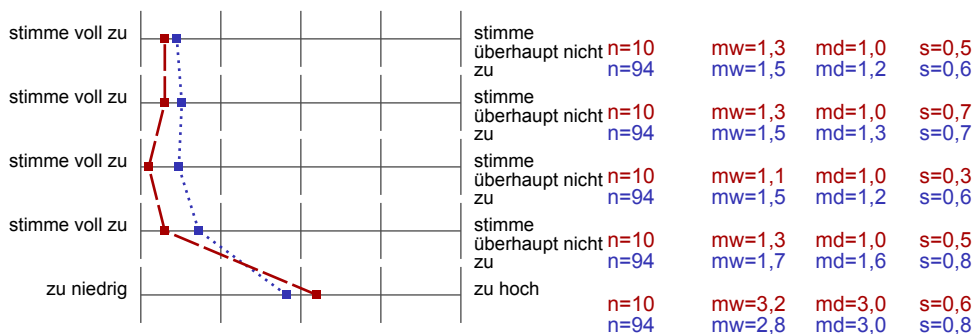 stimme voll zu
stimme
überhaupt nicht
zu
n=10 mw=1,3 md=1,0 s=0,5
n=94 mw=1,5 md=1,2 s=0,6
stimme voll zu
stimme
überhaupt nicht
zu
n=10 mw=1,3 md=1,0 s=0,7
n=94 mw=1,5 md=1,3 s=0,7
stimme voll zu
stimme
überhaupt nicht
zu
n=10 mw=1,1 md=1,0 s=0,3
n=94 mw=1,5 md=1,2 s=0,6
stimme voll zu
stimme
überhaupt nicht
zu
n=10 mw=1,3 md=1,0 s=0,5
n=94 mw=1,7 md=1,6 s=0,8
zu niedrig
zu hoch
n=10 mw=3,2 md=3,0 s=0,6
n=94 mw=2,8 md=3,0 s=0,8